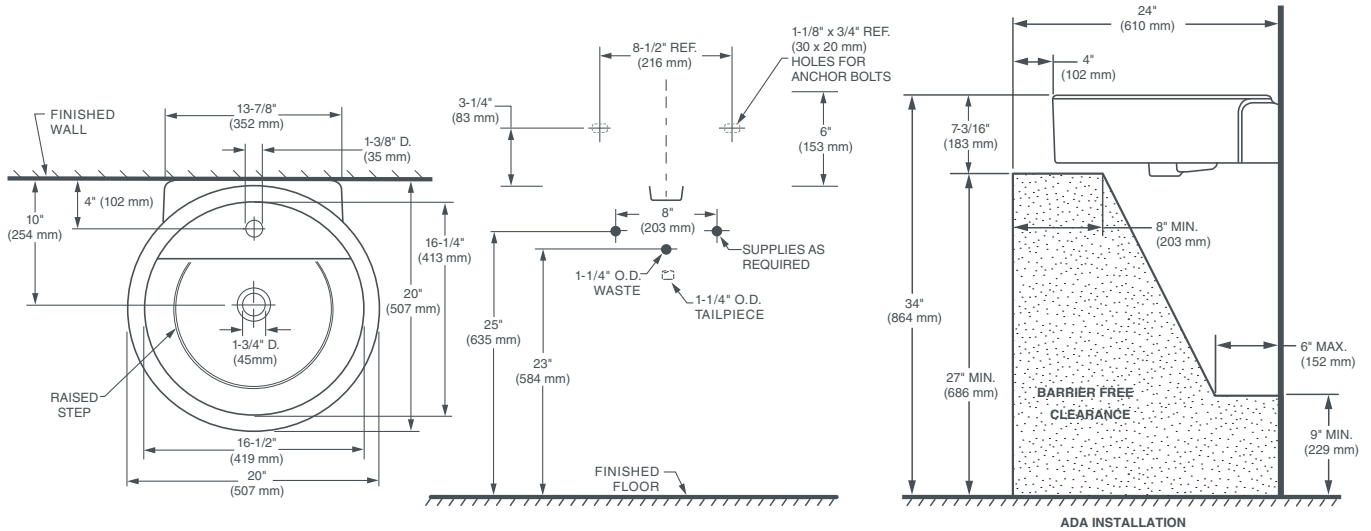 FINISHED
WALL
13-7/8"
(352 mm)
1-3/8" D.
(35 mm)
4" (102 mm)
10"
(254 mm)
16-1/4"
(413 mm)
20"
(507 mm)
1-3/4" D.
(45mm)
RAISED
STEP
16-1/2"
(419 mm)
20"
(507 mm)
8-1/2" REF.
(216 mm)
1-1/8" x 3/4" REF.
(30 x 20 mm)
HOLES FOR
ANCHOR BOLTS
3-1/4"
(83 mm)
6"
(153 mm)
8"
(203 mm)
SUPPLIES AS
REQUIRED
1-1/4" O.D.
WASTE
1-1/4" O.D.
TAILPIECE
25"
(635 mm)
23"
(584 mm)
FINISHED
FLOOR
24"
(610 mm)
4"
(102 mm)
7-3/16"
(183 mm)
8" MIN.
(203 mm)
34"
(864 mm)
6" MAX.
(152 mm)
27" MIN.
(686 mm)
BARRIER FREE
CLEARANCE
9" MIN.
(229 mm)
ADA INSTALLATION